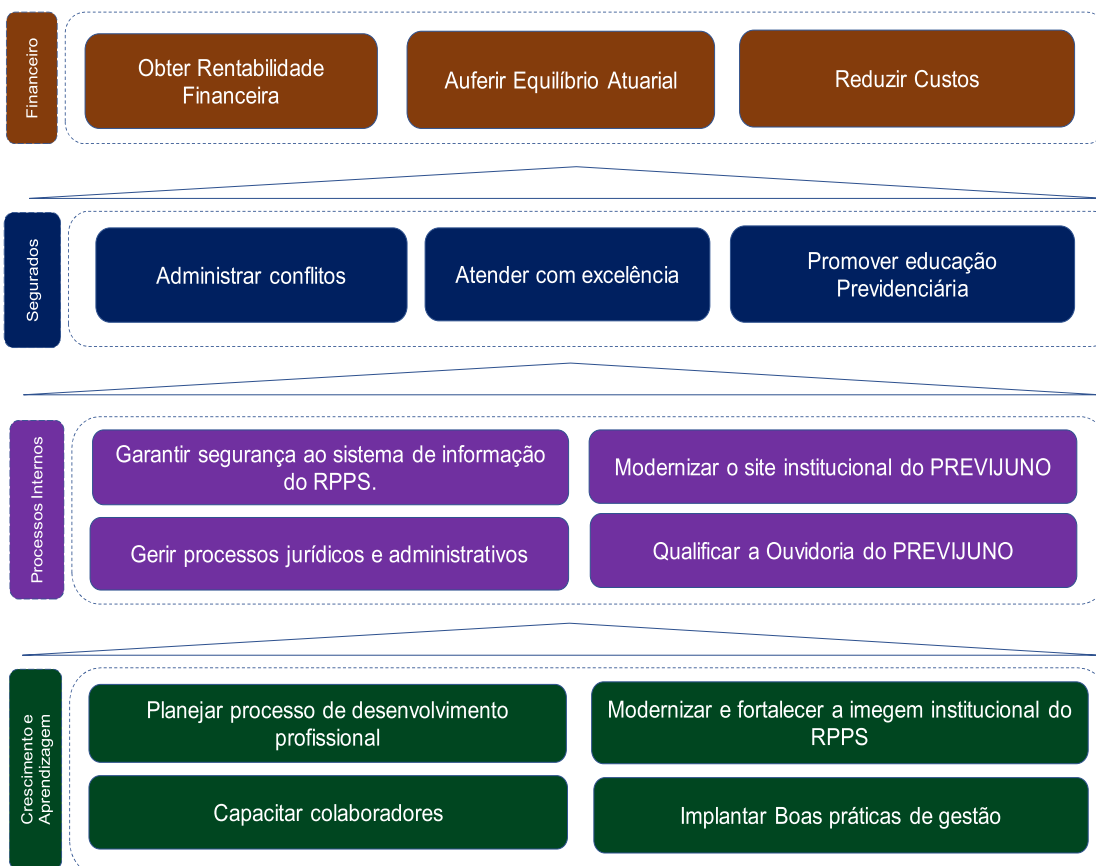 Financeiro
Obter Rentabilidade
Financeira
Auferir Equilíbrio Atuarial
Reduzir Custos
Segurados
Administrar conflitos
Atender com excelência
Promover educação
Previdenciária
Processos Internos
Garantir segurança ao sistema de informação
do RPPS.
Modernizar o site institucional do PREVIJUNO
Gerir processos jurídicos e administrativos
Qualificar a Ouvidoria do PREVIJUNO
Crescimento e
Aprendizagem
Planejar processo de desenvolvimento
profissional
Modernizar e fortalecer a imegem institucional do
RPPS
Capacitar colaboradores
Implantar Boas práticas de gestão